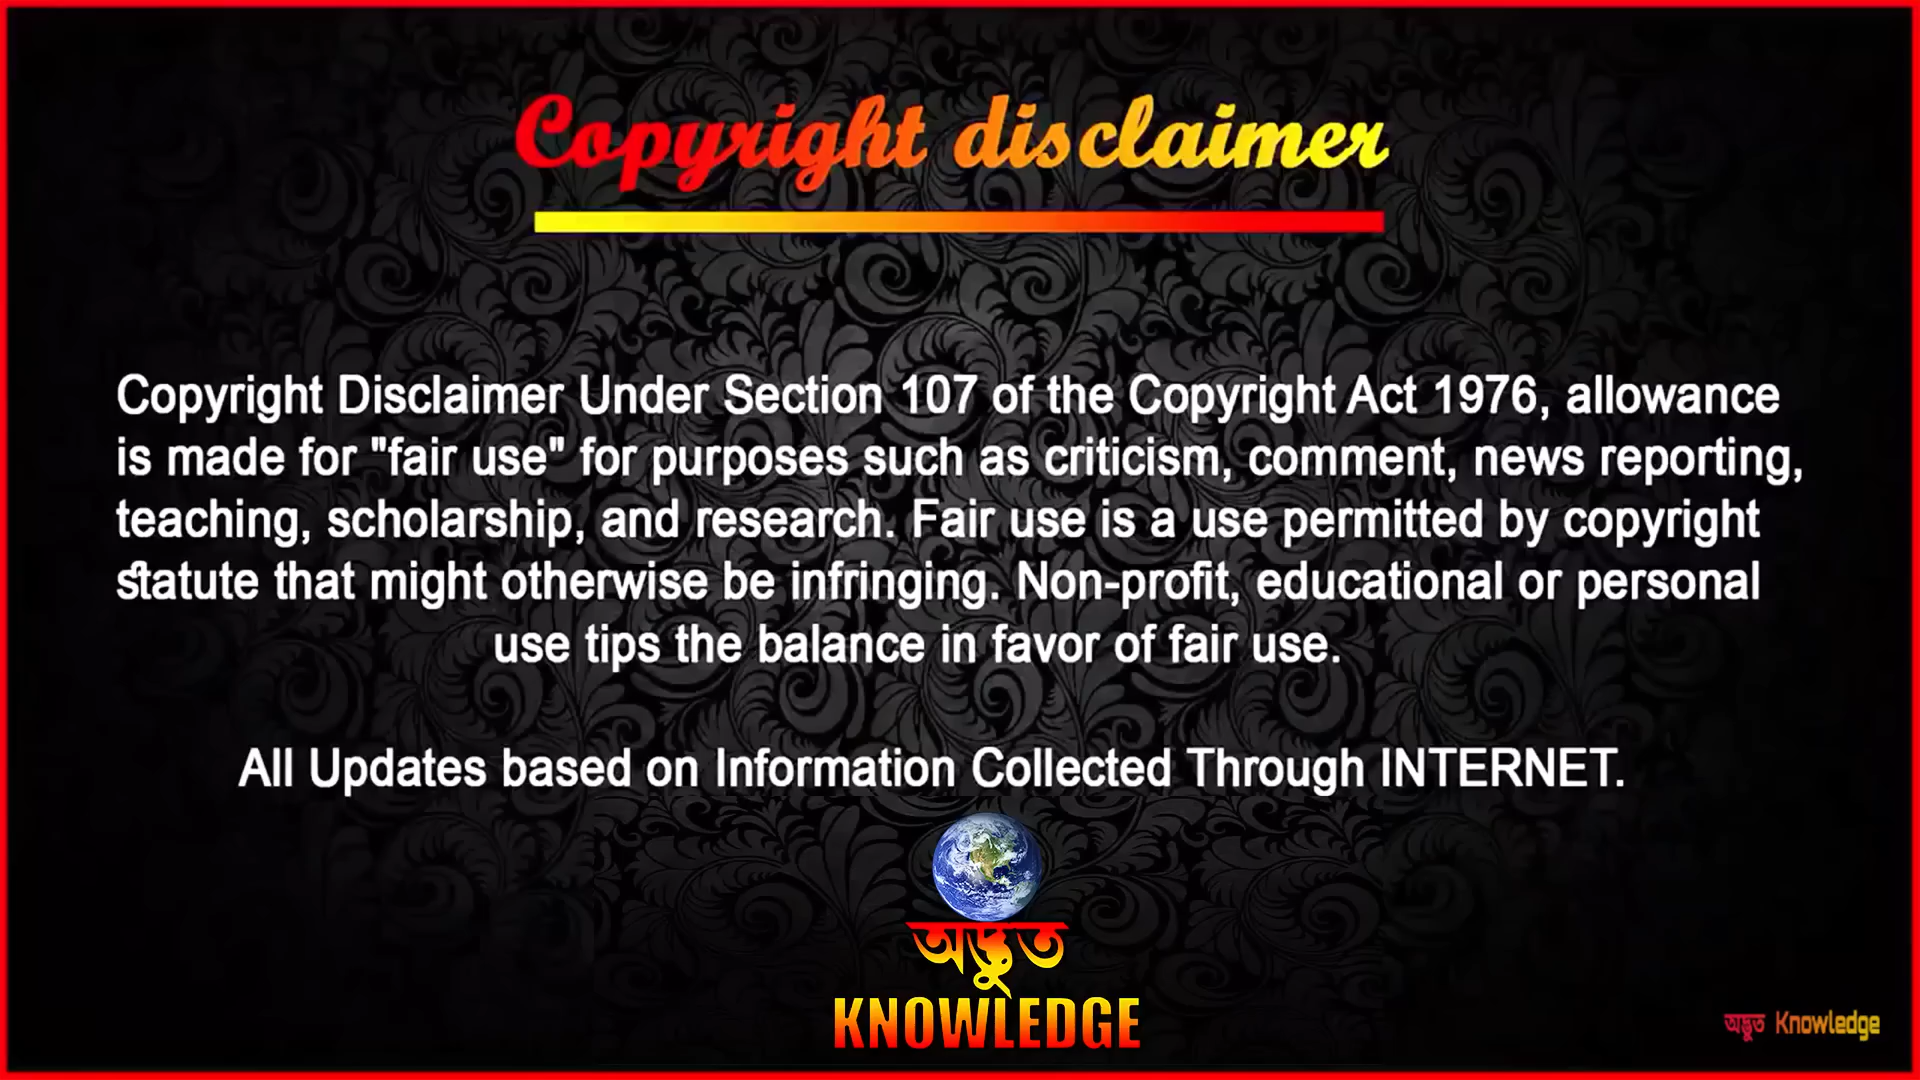 Copyright disclaimer
Copyright Disclaimer Under Section 107 of the Copyright Act 1976, allowance
is made for "fair use" for purposes such as criticism, comment, news reporting,
teaching, scholarship, and research. Fair use is a use permitted by copyright
statute that might otherwise be infringing. Non-profit, educational or personal
use tips the balance in favor of fair use.
All Updates based on Information Collected Through INTERNET.
অদ্ভুত
KNOWLEDGE
অদ্ভুত Knowledge